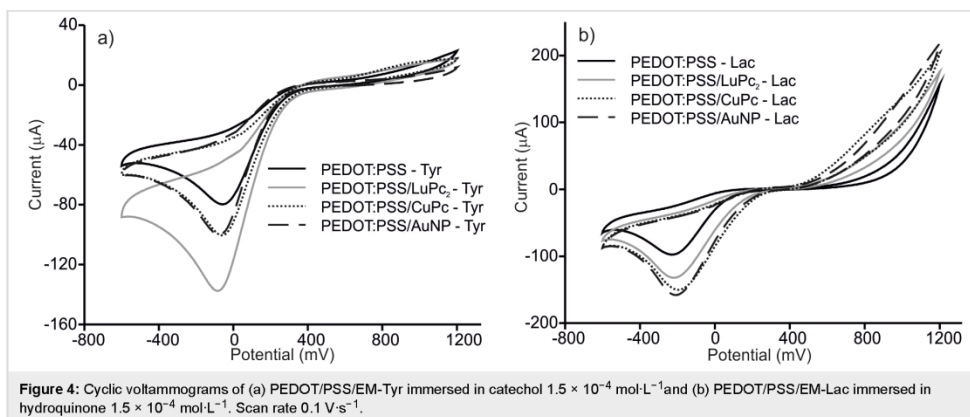 a)
40
0
-40
-80
-120
-160
Current (µA)
PEDOT:PSS - Tyr
PEDOT:PSS/LuPc₂ - Tyr
PEDOT:PSS/CuPc - Tyr
PEDOT:PSS/AuNP - Tyr
-800 -400 0 400 800 1200
Potential (mV)
b)
200
100
0
-100
-200
Current (µA)
PEDOT:PSS - Lac
PEDOT:PSS/LuPc₂ - Lac
PEDOT:PSS/CuPc - Lac
PEDOT:PSS/AuNP - Lac
-800 -400 0 400 800 1200
Potential (mV)
Figure 4: Cyclic voltammograms of (a) PEDOT/PSS/EM-Tyr immersed in catechol 1.5 × 10⁻⁴ mol·L⁻¹and (b) PEDOT/PSS/EM-Lac immersed in
hydroquinone 1.5 × 10⁻⁴ mol·L⁻¹. Scan rate 0.1 V·s⁻¹.